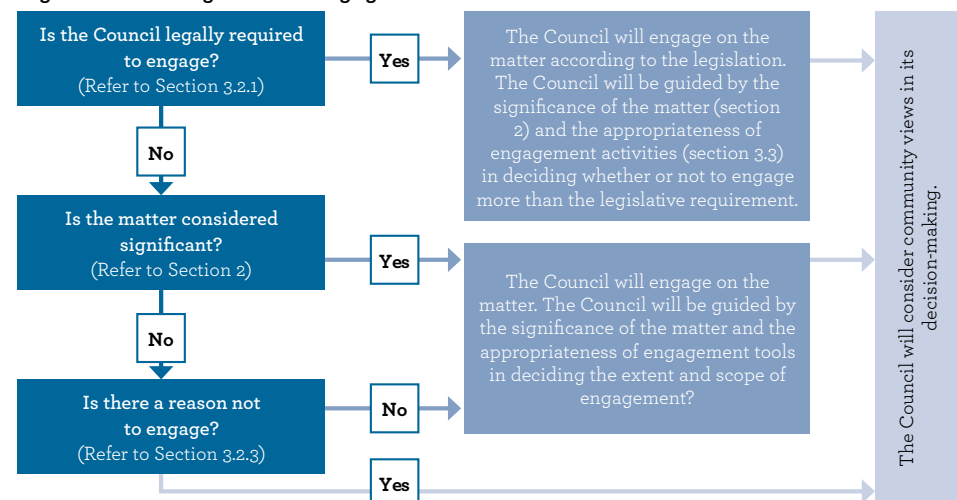 Is the Council legally required
to engage?
(Refer to Section 3.2.1)
Yes
The Council will engage on the
matter according to the legislation.
The Council will be guided by the
significance of the matter (section
2) and the appropriateness of
engagement activities (section 3.3)
in deciding whether or not to engage
more than the legislative requirement.
No
Is the matter considered
significant?
(Refer to Section 2)
Yes
The Council will engage on the
matter. The Council will be guided by
the significance of the matter and the
appropriateness of engagement tools
in deciding the extent and scope of
engagement?
No
Is there a reason not
to engage?
(Refer to Section 3.2.3)
No
Yes
The Council will consider community views in its
decision-making.